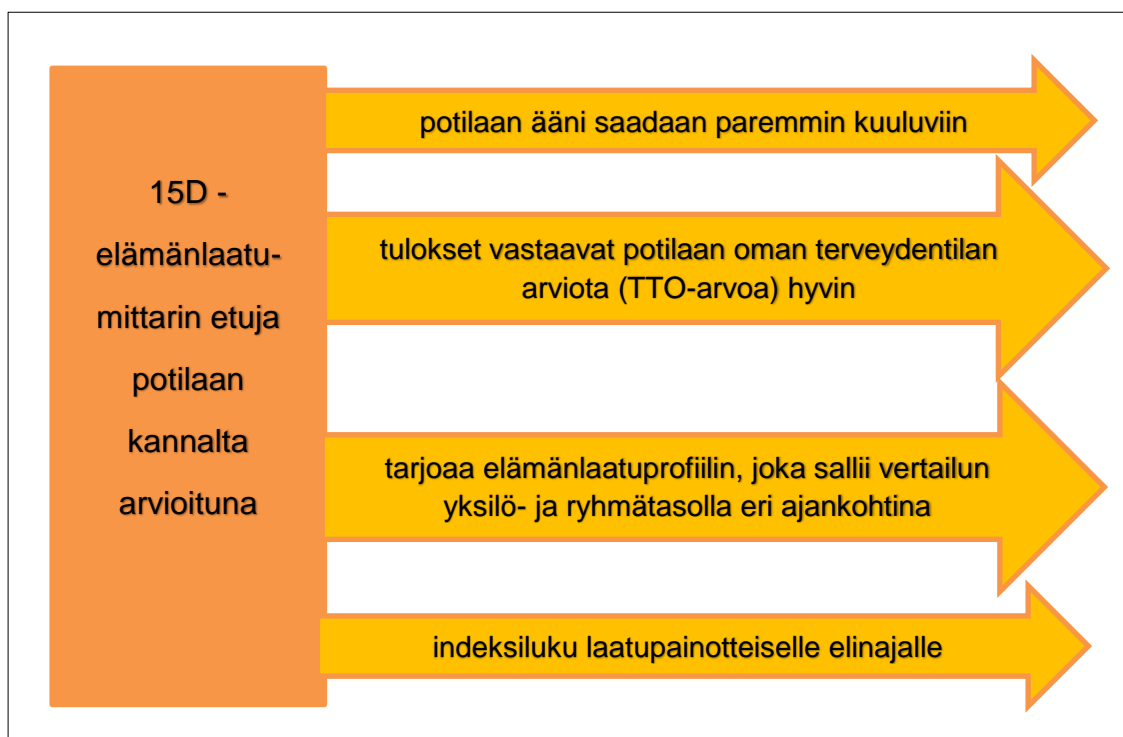 15D -
elämänlaatu-
mittarin etuja
potilaan
kannalta
arvioituna
potilaan ääni saadaan paremmin kuuluviin
tulokset vastaavat potilaan oman terveydentilan
arviota (TTO-arvoa) hyvin
tarjoaa elämänlaatuprofiilin, joka sallii vertailun
yksilö- ja ryhmätasolla eri ajankohtina
indeksiluku laatupainotteiselle elinajalle